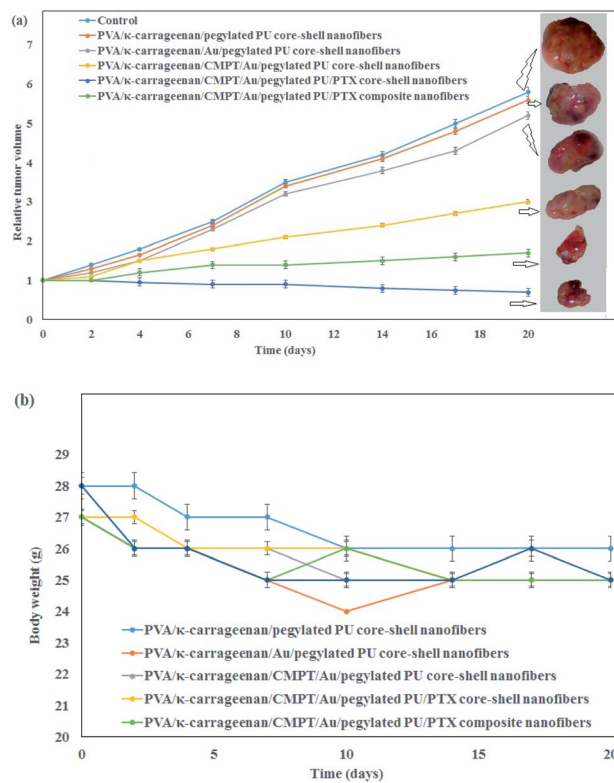 (a)
Control
PVA/κ-carrageenan/pegylated PU core-shell nanofibers
PVA/κ-carrageenan/Au/pegylated PU core-shell nanofibers
PVA/κ-carrageenan/CMPT/Au/pegylated PU core-shell nanofibers
PVA/κ-carrageenan/CMPT/Au/pegylated PU/PTX core-shell nanofibers
PVA/κ-carrageenan/CMPT/Au/pegylated PU/PTX composite nanofibers
Relative tumor volume
7
6
5
4
3
2
1
0
0 2 4 6 8 10 12 14 16 18 20
Time (days)
(b)
Body weight (g)
29
28
27
26
25
24
23
22
21
20
PVA/κ-carrageenan/pegylated PU core-shell nanofibers
PVA/κ-carrageenan/Au/pegylated PU core-shell nanofibers
PVA/κ-carrageenan/CMPT/Au/pegylated PU core-shell nanofibers
PVA/κ-carrageenan/CMPT/Au/pegylated PU/PTX core-shell nanofibers
PVA/κ-carrageenan/CMPT/Au/pegylated PU/PTX composite nanofibers
0 5 10 15 20
Time (days)